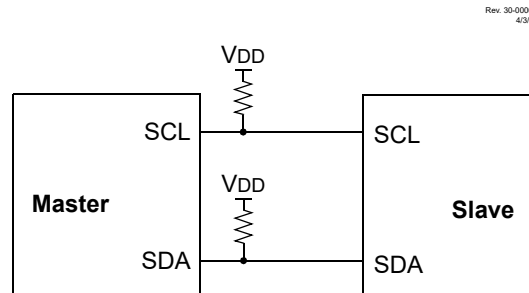 Rev. 30-000
4/3/
VDD
SCL
SCL
Master
VDD
Slave
SDA
SDA